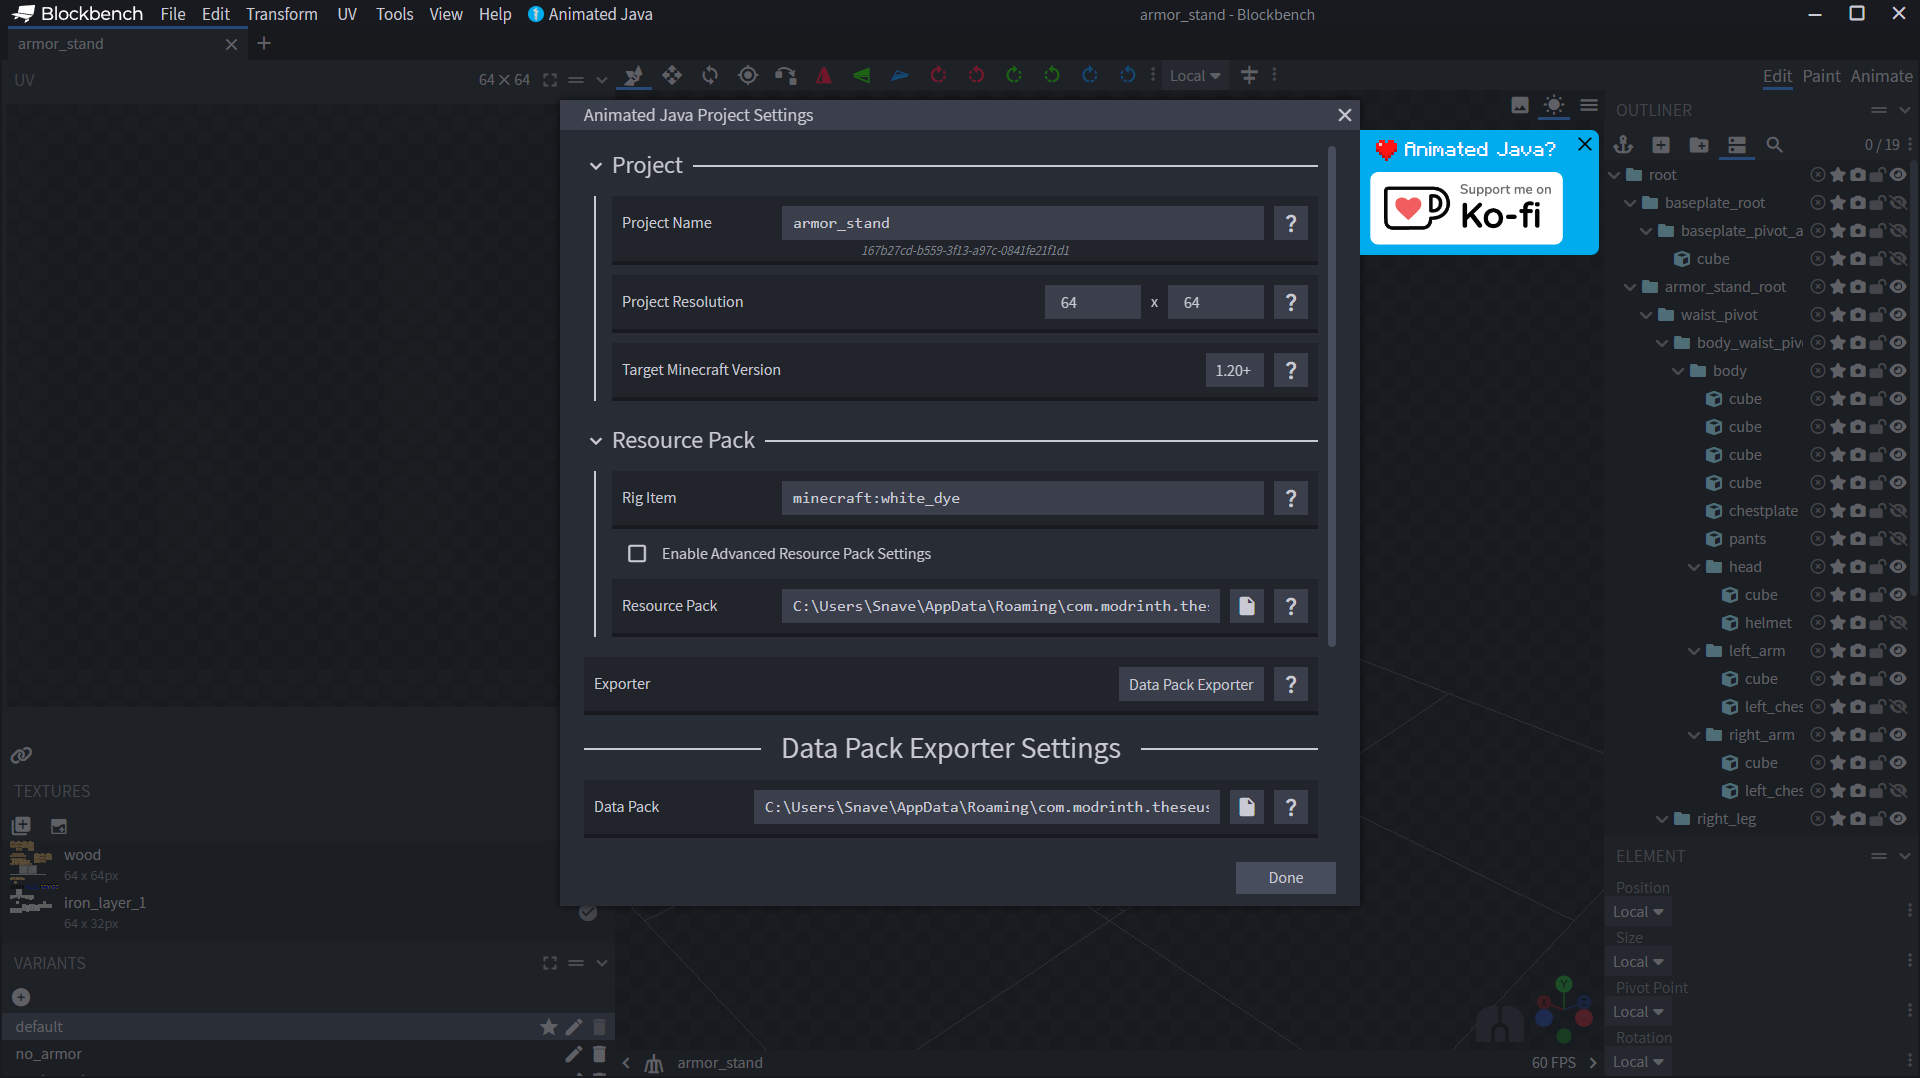 Blockbench File Edit Transform UV Tools View Help Animated Java
armor_stand - Blockbench
armor_stand
UV 64 × 64
Local
Edit Paint Animate
Animated Java Project Settings
Project
Project Name armor_stand ?
167b27cd-b559-3f13-a97c-0841fe21f1d1
Project Resolution 64 x 64 ?
Target Minecraft Version 1.20+ ?
Resource Pack
Rig Item minecraft:white_dye ?
Enable Advanced Resource Pack Settings
Resource Pack C:\Users\Snave\AppData\Roaming\com.modrinth.thes ?
Exporter Data Pack Exporter ?
Data Pack Exporter Settings
Data Pack C:\Users\Snave\AppData\Roaming\com.modrinth.theseus ?
Done
Animated Java?
Support me on
Ko-fi
OUTLINER
0 / 19
root
baseplate_root
baseplate_pivot_a
cube
armor_stand_root
waist_pivot
body_waist_piv
body
cube
cube
cube
cube
chestplate
pants
head
cube
helmet
left_arm
cube
left_ches
right_arm
cube
left_ches
right_leg
ELEMENT
Position
Local
Size
Local
Pivot Point
Local
Rotation
Local
TEXTURES
wood
64 x 64px
iron_layer_1
64 x 32px
VARIANTS
default
no_armor
armor_stand
60 FPS
Y